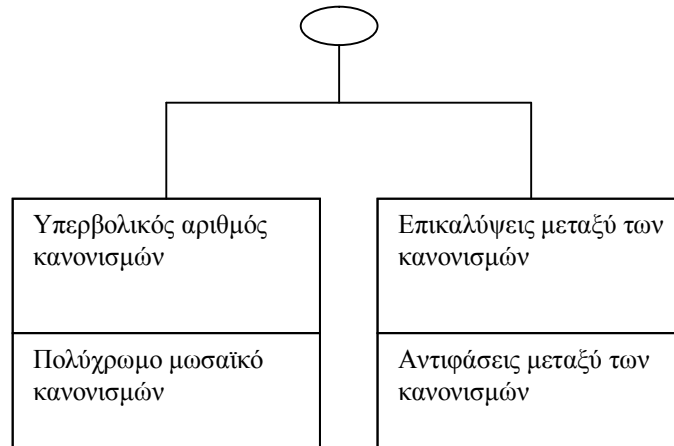 Υπερβολικός αριθμός
κανονισμών
Πολύχρωμο μωσαϊκό
κανονισμών
Επικαλύψεις μεταξύ των
κανονισμών
Αντιφάσεις μεταξύ των
κανονισμών